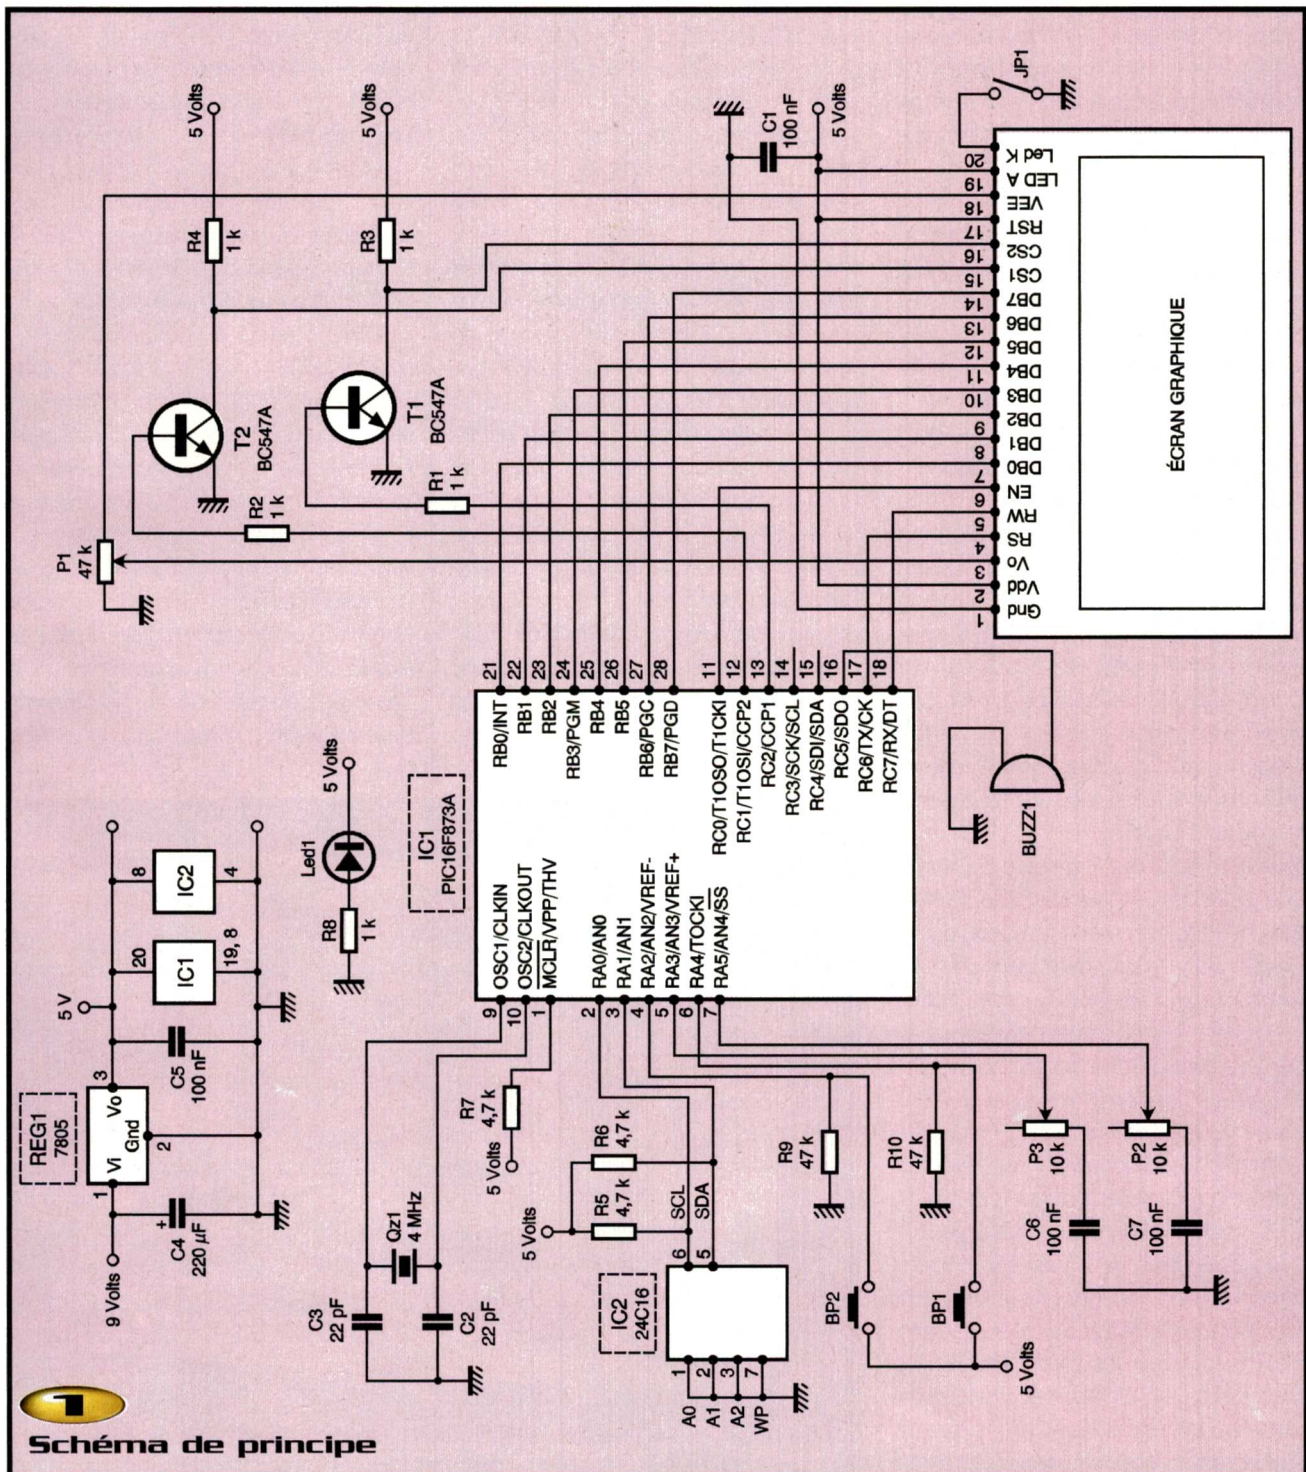 5 Volts
5 Volts
R4
1 k
R3
1 k
C1
100 nF
5 Volts
JP1
T2
BC547A
T1
BC547A
R2
1 k
R1
1 k
P1
47 k
20 Led K
19 LED A
18 VEE
17 RST
16 CS2
15 CS1
14 DB7
13 DB6
12 DB5
11 DB4
10 DB3
9 DB2
8 DB1
7 DB0
6 EN
5 RW
4 RS
3 Vo
2 Vdd
1 Gnd
ÉCRAN GRAPHIQUE
REG1
7805
1 Vi
Vo 3
Gnd
2
9 Volts
5 V
C4
+
220 µF
C5
100 nF
IC1
20
19, 8
IC2
8
4
Led1
5 Volts
R8
1 k
IC1
PIC16F873A
RB0/INT 21
RB1 22
RB2 23
RB3/PGM 24
RB4 25
RB5 26
RB6/PGC 27
RB7/PGD 28
RC0/T1OSO/T1CKI 11
RC1/T1OSI/CCP2 12
RC2/CCP1 13
RC3/SCK/SCL 14
RC4/SDI/SDA 15
RC5/SDO 16
RC6/TX/CK 17
RC7/RX/DT 18
9 OSC1/CLKIN
10 OSC2/CLKOUT
1 MCLR/VPP/THV
2 RA0/AN0
3 RA1/AN1
4 RA2/AN2/VREF-
5 RA3/AN3/VREF+
6 RA4/TOCKI
7 RA5/AN4/SS
BUZZ1
Qz1
4 MHz
C3
22 pF
C2
22 pF
R7
4,7 k
5 Volts
R6
4,7 k
R5
4,7 k
5 Volts
SCL
SDA
IC2
24C16
6
5
1 A0
2 A1
3 A2
7 WP
R9
47 k
R10
47 k
BP2
BP1
5 Volts
P3
10 k
P2
10 k
C6
100 nF
C7
100 nF
1
Schéma de principe